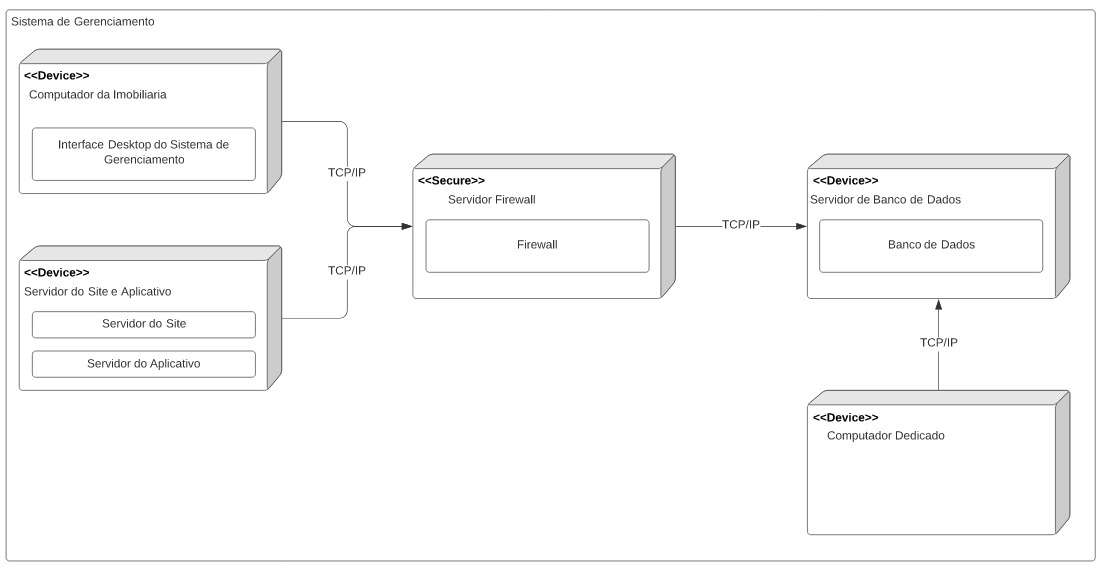 Sistema de Gerenciamento
<<Device>>
Computador da Imobiliaria
Interface Desktop do Sistema de
Gerenciamento
TCP/IP
<<Device>>
Servidor do Site e Aplicativo
Servidor do Site
Servidor do Aplicativo
TCP/IP
<<Secure>>
Servidor Firewall
Firewall
TCP/IP
<<Device>>
Servidor de Banco de Dados
Banco de Dados
TCP/IP
<<Device>>
Computador Dedicado